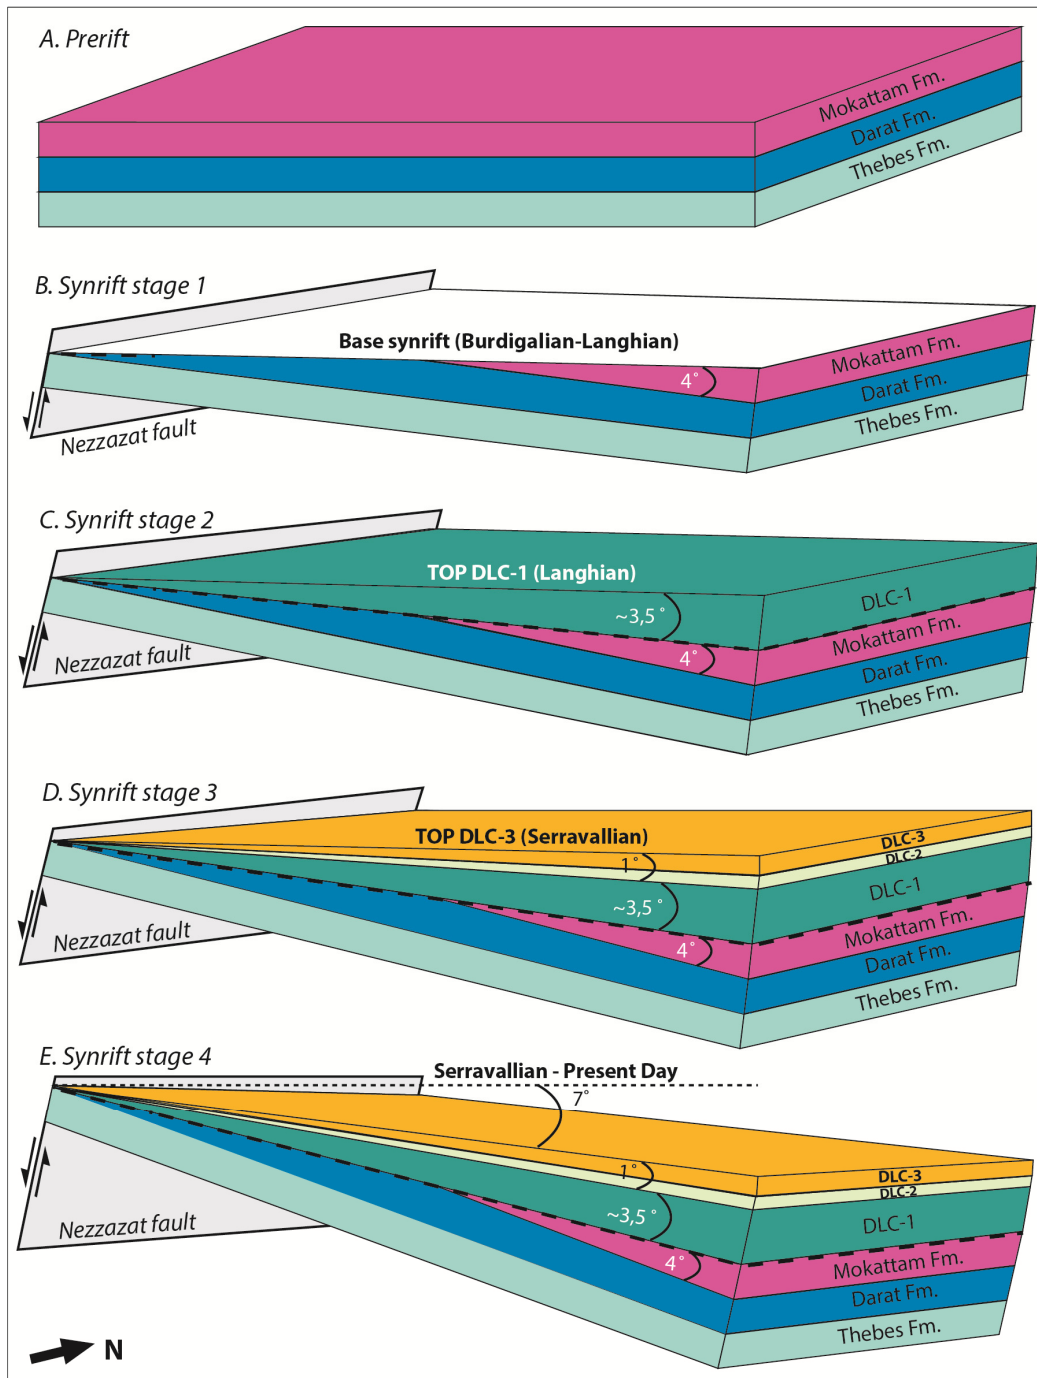 A. Prerift
Mokattam Fm.
Darat Fm.
Thebes Fm.
B. Synrift stage 1
Base synrift (Burdigalian-Langhian)
4°
Mokattam Fm.
Darat Fm.
Thebes Fm.
Nezzazat fault
C. Synrift stage 2
TOP DLC-1 (Langhian)
~3,5°
4°
DLC-1
Mokattam Fm.
Darat Fm.
Thebes Fm.
Nezzazat fault
D. Synrift stage 3
TOP DLC-3 (Serravallian)
1°
~3,5°
4°
DLC-3
DLC-2
DLC-1
Mokattam Fm.
Darat Fm.
Thebes Fm.
Nezzazat fault
E. Synrift stage 4
Serravallian - Present Day
7°
1°
~3,5°
4°
DLC-3
DLC-2
DLC-1
Mokattam Fm.
Darat Fm.
Thebes Fm.
Nezzazat fault
N